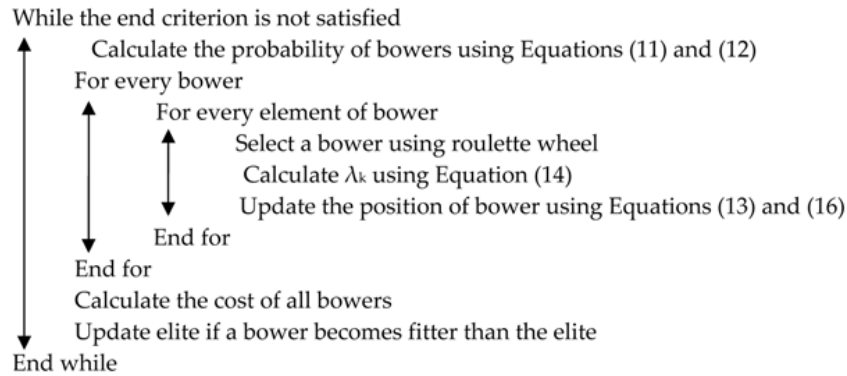 While the end criterion is not satisfied
Calculate the probability of bowers using Equations (11) and (12)
For every bower
For every element of bower
Select a bower using roulette wheel
Calculate λk using Equation (14)
Update the position of bower using Equations (13) and (16)
End for
End for
Calculate the cost of all bowers
Update elite if a bower becomes fitter than the elite
End while